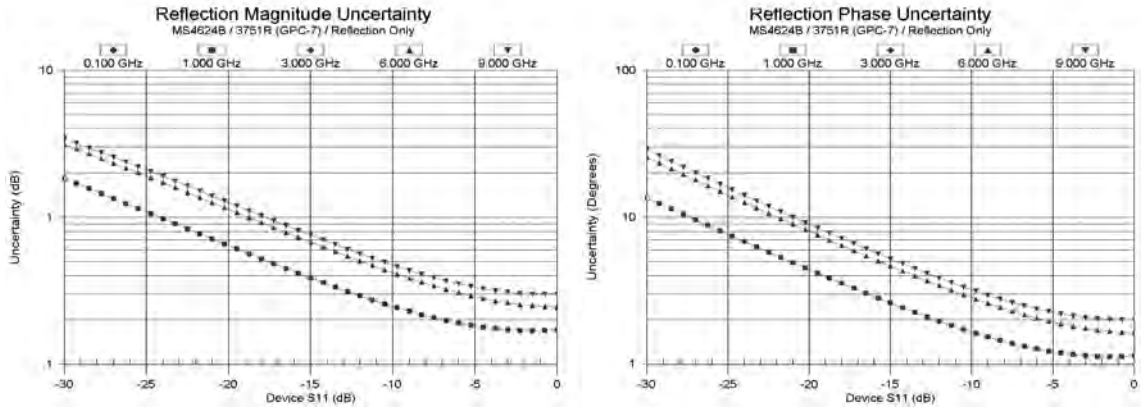 Reflection Magnitude Uncertainty
MS4624B / 3751R (GPC-7) / Reflection Only
0.100 GHz 1.000 GHz 3.000 GHz 6.000 GHz 9.000 GHz
10
1
.1
Uncertainty (dB)
-30 -25 -20 -15 -10 -5 0
Device S11 (dB)
Reflection Phase Uncertainty
MS4624B / 3751R (GPC-7) / Reflection Only
0.100 GHz 1.000 GHz 3.000 GHz 6.000 GHz 9.000 GHz
100
10
1
Uncertainty (Degrees)
-30 -25 -20 -15 -10 -5 0
Device S11 (dB)